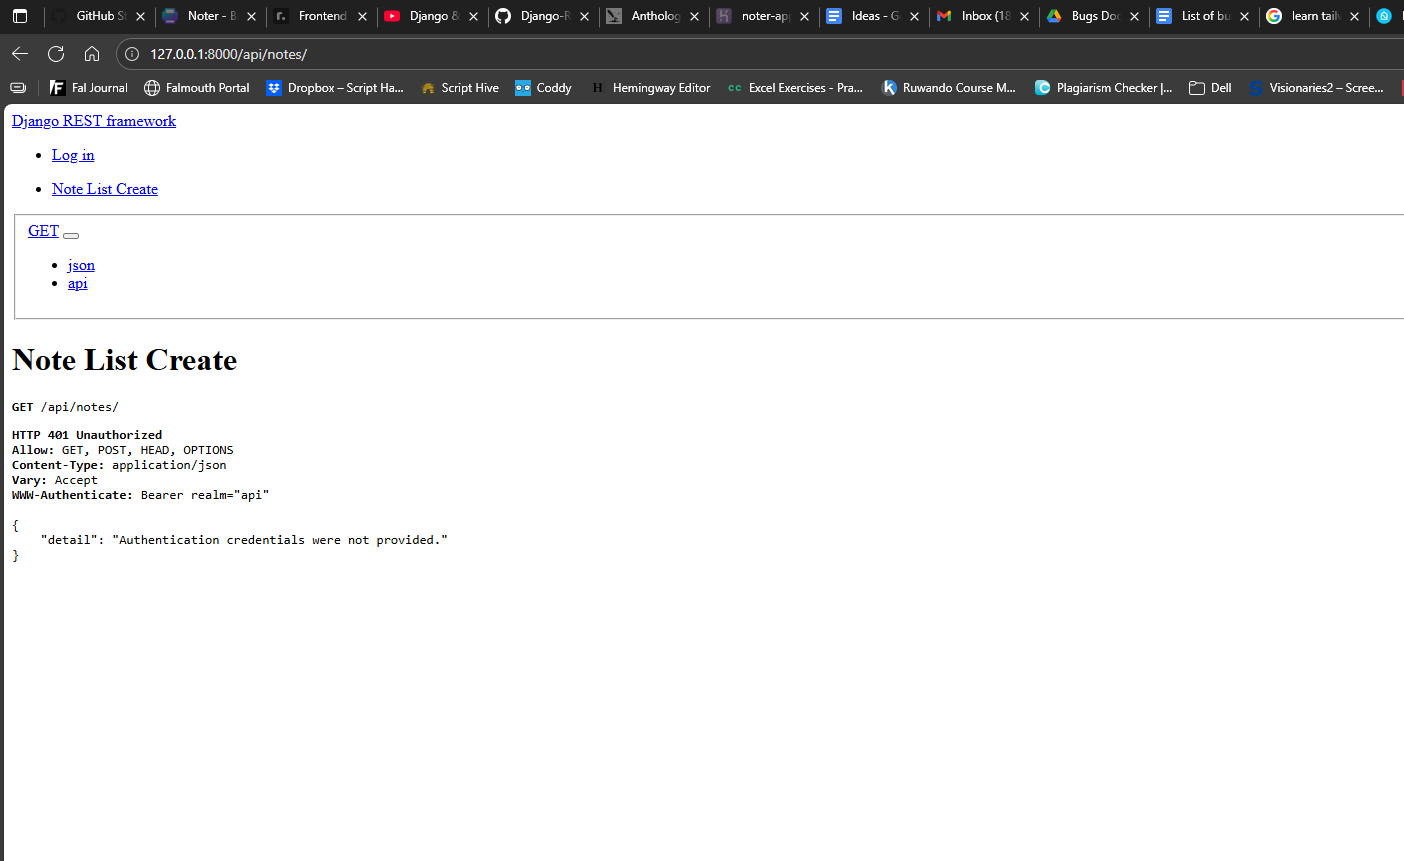 GitHub St
Noter - B
Frontend
Django &
Django-R
Antholog
noter-app
Ideas - G
Inbox (18
Bugs Doc
List of bu
learn tail
127.0.0.1:8000/api/notes/
Fal Journal
Falmouth Portal
Dropbox – Script Ha...
Script Hive
Coddy
H
Hemingway Editor
cc
Excel Exercises - Pra...
Ruwando Course M...
Plagiarism Checker |...
Dell
Visionaries2 – Scree...
Django REST framework
Log in
Note List Create
GET
json
api
Note List Create
GET /api/notes/
HTTP 401 Unauthorized
Allow: GET, POST, HEAD, OPTIONS
Content-Type: application/json
Vary: Accept
WWW-Authenticate: Bearer realm="api"
{
"detail": "Authentication credentials were not provided."
}